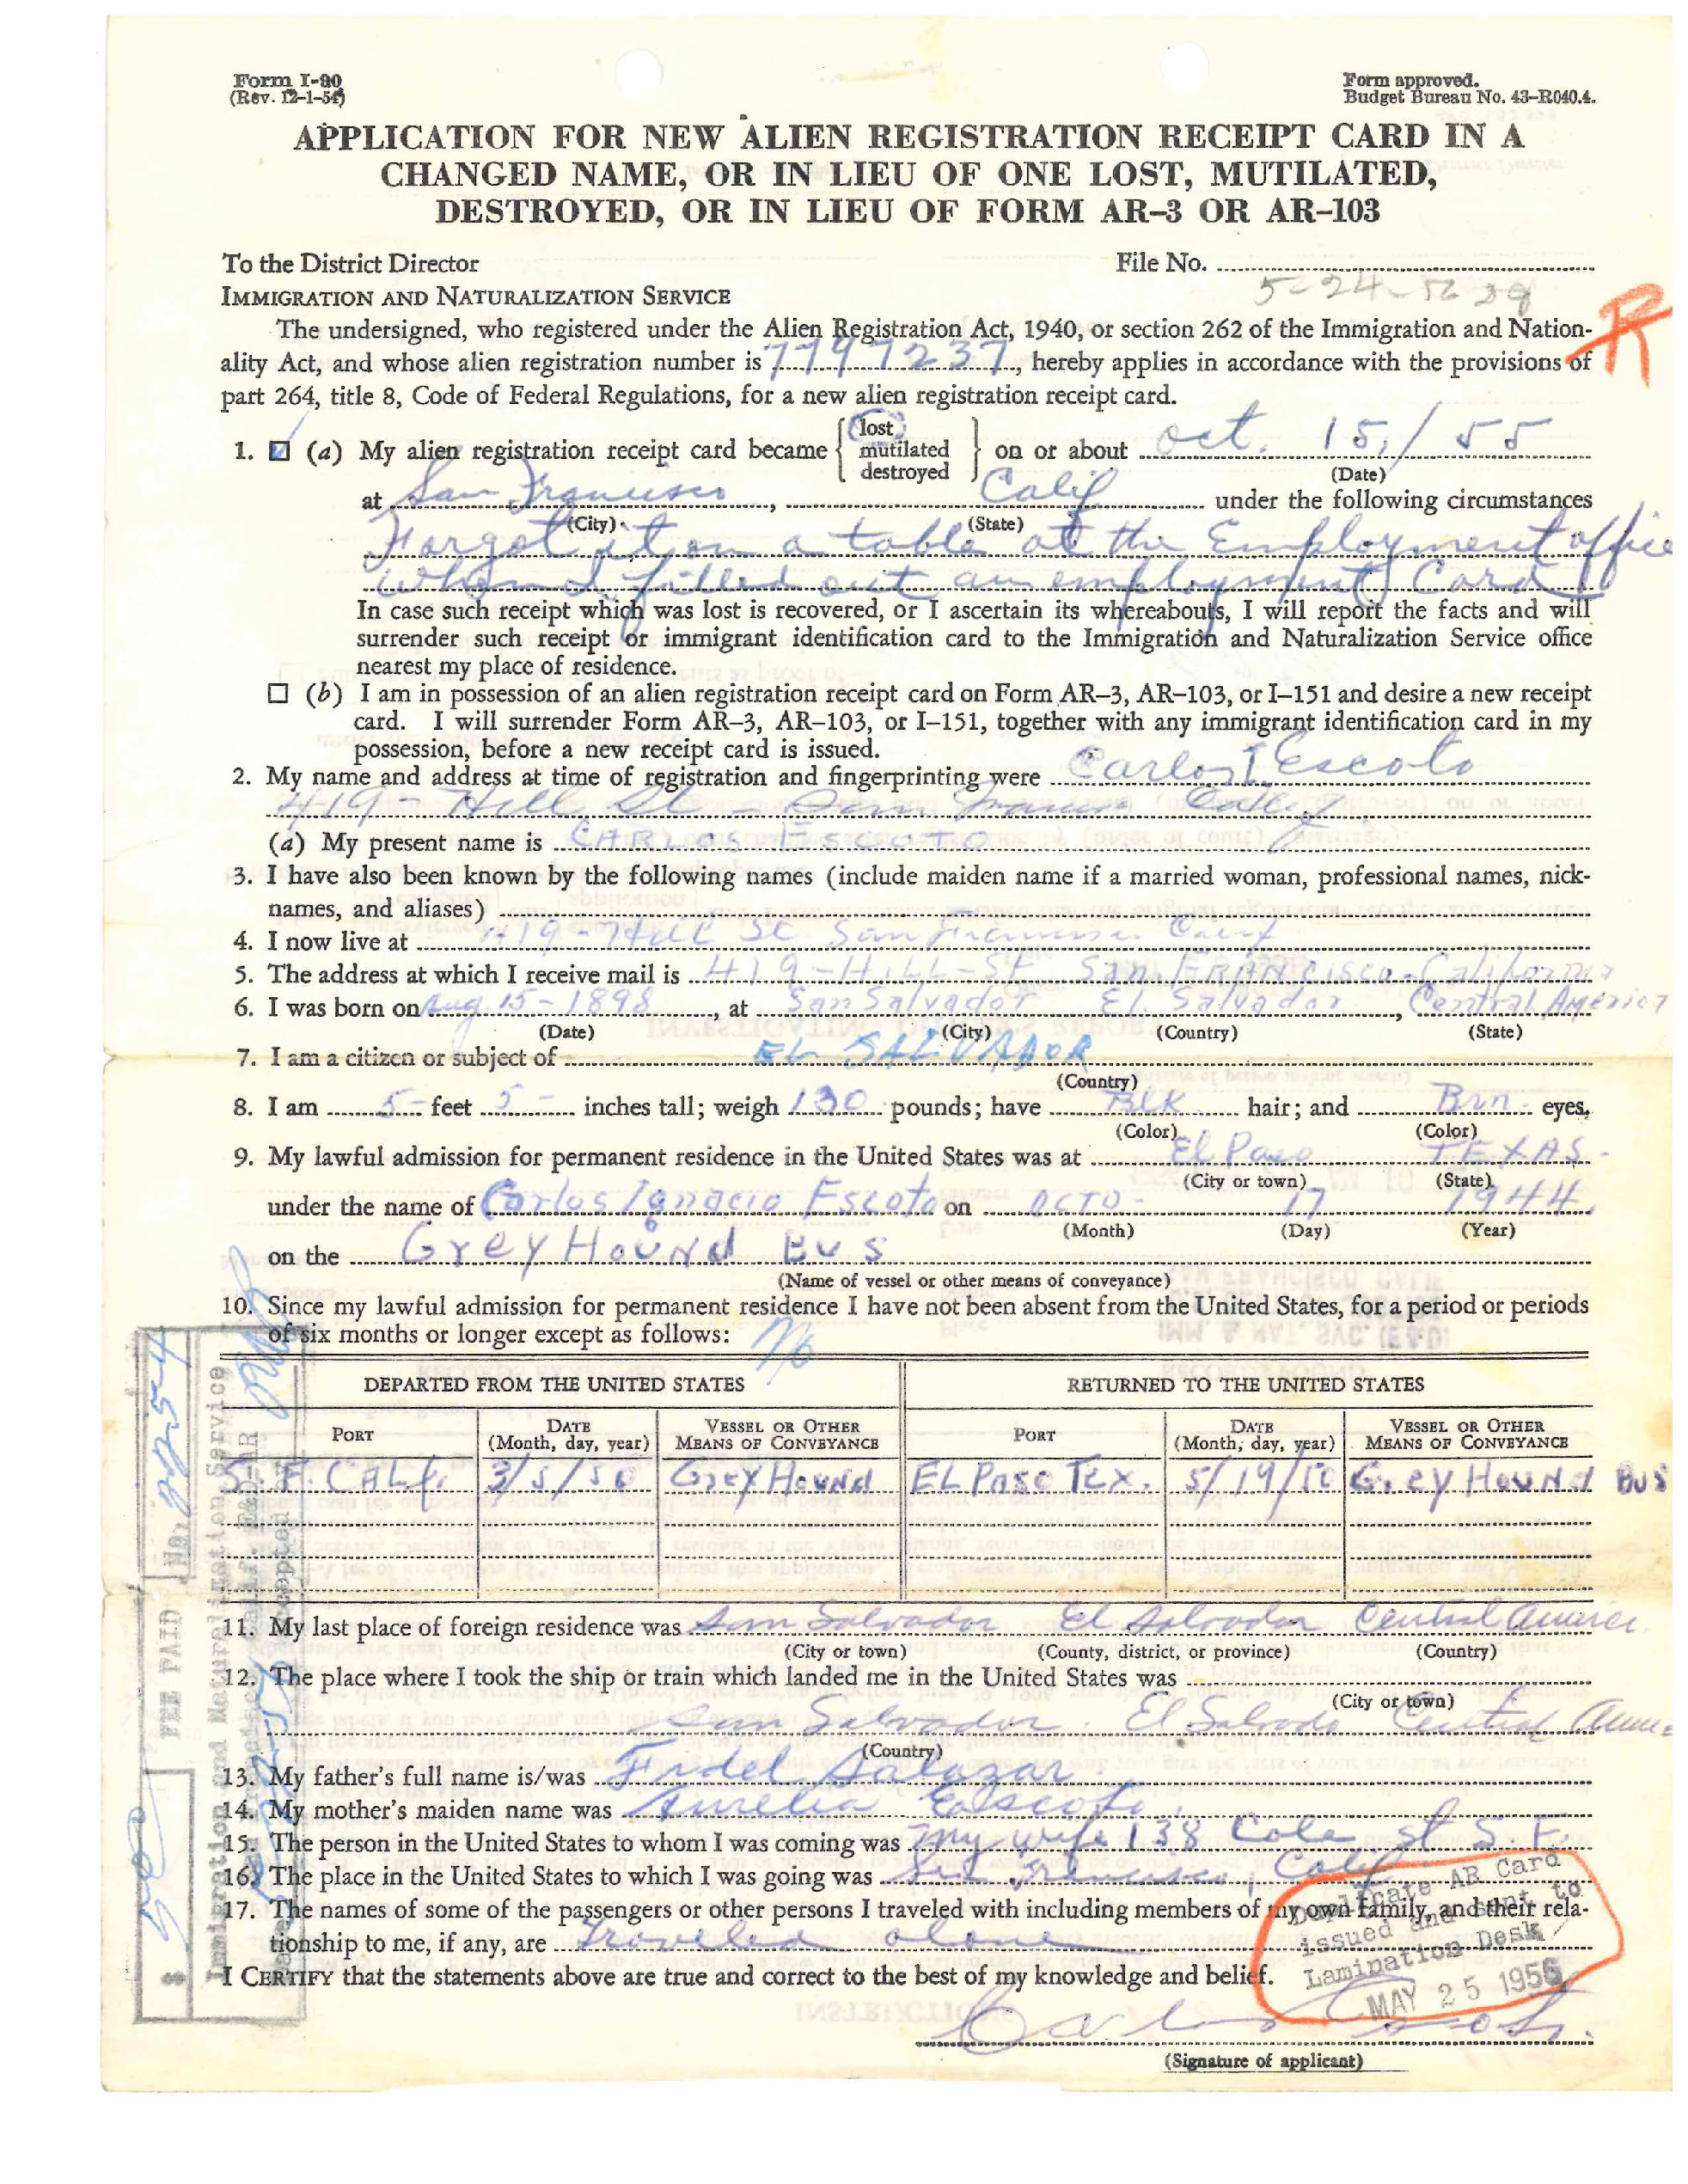 Form I-90
(Rev. 12-1-54)
Form approved.
Budget Bureau No. 43-R040.4.
APPLICATION FOR NEW ALIEN REGISTRATION RECEIPT CARD IN A
CHANGED NAME, OR IN LIEU OF ONE LOST, MUTILATED,
DESTROYED, OR IN LIEU OF FORM AR-3 OR AR-103
To the District Director
File No.
IMMIGRATION AND NATURALIZATION SERVICE
5-24-56
R
The undersigned, who registered under the Alien Registration Act, 1940, or section 262 of the Immigration and Nation-
ality Act, and whose alien registration number is 7747237, hereby applies in accordance with the provisions of
part 264, title 8, Code of Federal Regulations, for a new alien registration receipt card.
1. (a) My alien registration receipt card became { lost mutilated destroyed } on or about oct. 15,/55
(Date)
at San Francisco, Calif under the following circumstances
(City) (State)
Forgot it on a table at the Employment office
when I filled out an employment card
In case such receipt which was lost is recovered, or I ascertain its whereabouts, I will report the facts and will
surrender such receipt or immigrant identification card to the Immigration and Naturalization Service office
nearest my place of residence.
☐ (b) I am in possession of an alien registration receipt card on Form AR-3, AR-103, or I-151 and desire a new receipt
card. I will surrender Form AR-3, AR-103, or I-151, together with any immigrant identification card in my
possession, before a new receipt card is issued.
2. My name and address at time of registration and fingerprinting were Carlos I Escoto
419 - Hill St - San Francisco Calif.
(a) My present name is CARLOS I ESCOTO
3. I have also been known by the following names (include maiden name if a married woman, professional names, nick-
names, and aliases)
4. I now live at 419 - Hill St San Francisco Calif
5. The address at which I receive mail is 419 - HILL - ST SAN FRANCISCO - California
6. I was born on Aug. 15 - 1898, at San Salvador El Salvador, Central America
(Date) (City) (Country) (State)
7. I am a citizen or subject of EL SALVADOR
(Country)
8. I am 5 feet 5 inches tall; weigh 130 pounds; have BLK hair; and Brn eyes.
(Color) (Color)
9. My lawful admission for permanent residence in the United States was at El Paso TEXAS
(City or town) (State)
under the name of Carlos Ignacio Escoto on OCTO 17 1944
(Month) (Day) (Year)
on the GreyHound Bus
(Name of vessel or other means of conveyance)
10. Since my lawful admission for permanent residence I have not been absent from the United States, for a period or periods
of six months or longer except as follows: No
DEPARTED FROM THE UNITED STATES RETURNED TO THE UNITED STATES
PORT DATE (Month, day, year) VESSEL OR OTHER MEANS OF CONVEYANCE PORT DATE (Month, day, year) VESSEL OR OTHER MEANS OF CONVEYANCE
S. F. CALif. 3/5/50 GreyHound EL PASO TEX. 5/19/50 GreyHound Bus
11. My last place of foreign residence was San Salvador El Salvador Central America
(City or town) (County, district, or province) (Country)
12. The place where I took the ship or train which landed me in the United States was
(City or town)
San Salvador. El Salvador Central
(Country)
13. My father's full name is/was Fidel Salazar
14. My mother's maiden name was Aurelia Escoto.
15. The person in the United States to whom I was coming was my wife 138 Cole st S.F.
16. The place in the United States to which I was going was San Francisco, Calif
17. The names of some of the passengers or other persons I traveled with including members of my own family, and their rela-
tionship to me, if any, are Traveled alone
I CERTIFY that the statements above are true and correct to the best of my knowledge and belief.
Duplicate AR Card
issued and sent to
Lamination Desk
MAY 25 1956
(Signature of applicant)
FEE PAID No.
Immigration and Naturalization Service
$